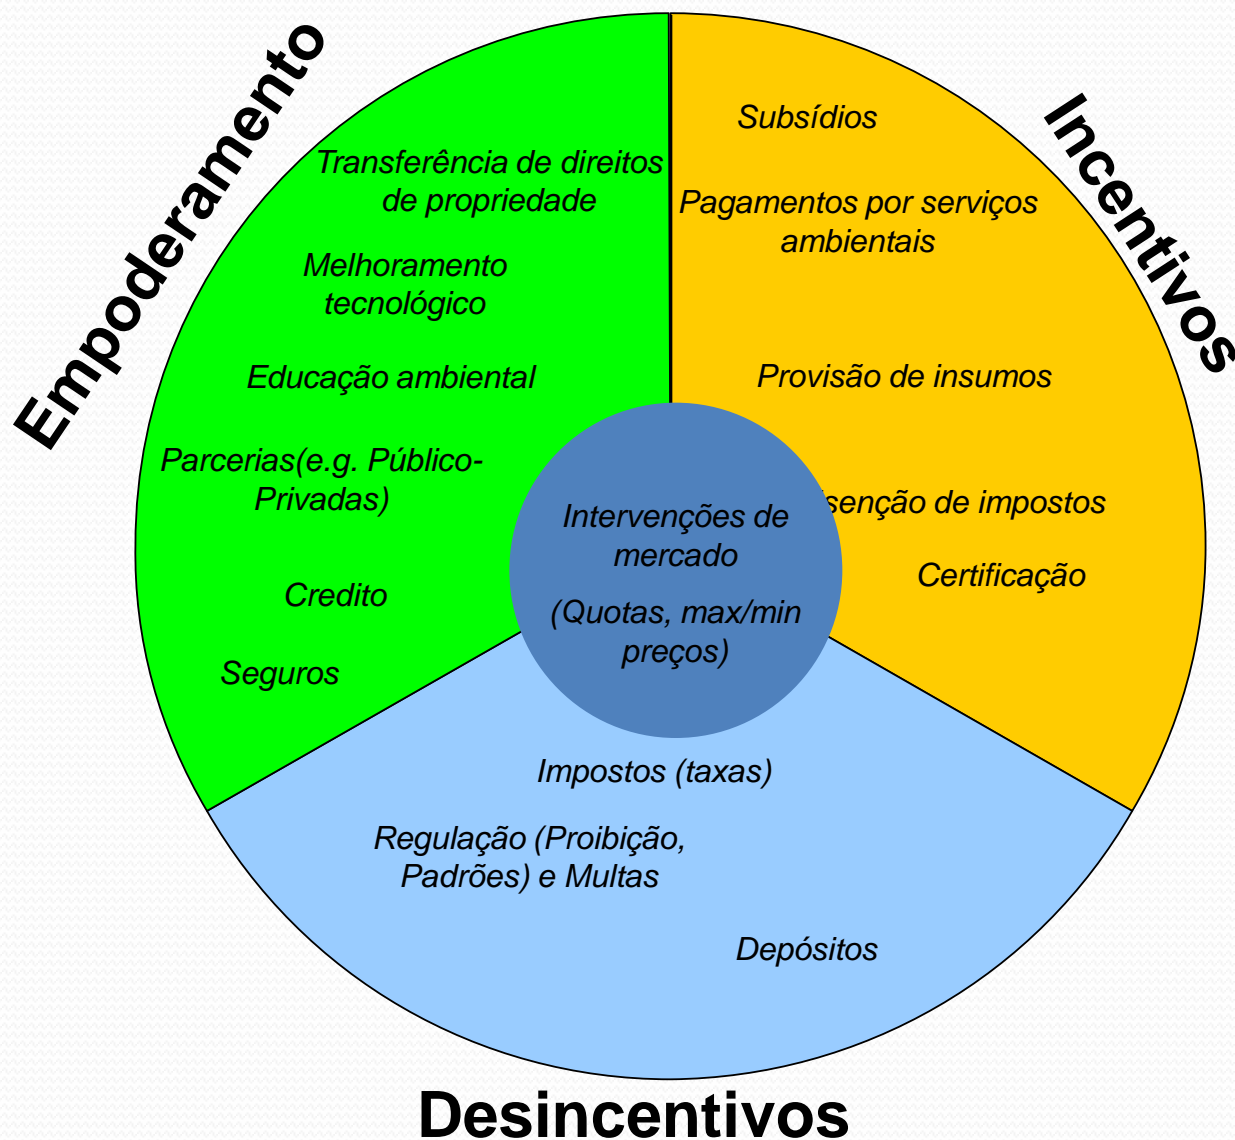 Empoderamento
Transferência de direitos
de propriedade
Melhoramento
tecnológico
Educação ambiental
Parcerias(e.g. Público-
Privadas)
Credito
Seguros
Incentivos
Subsídios
Pagamentos por serviços
ambientais
Provisão de insumos
senção de impostos
Certificação
Intervenções de
mercado
(Quotas, max/min
preços)
Impostos (taxas)
Regulação (Proibição,
Padrões) e Multas
Depósitos
Desincentivos